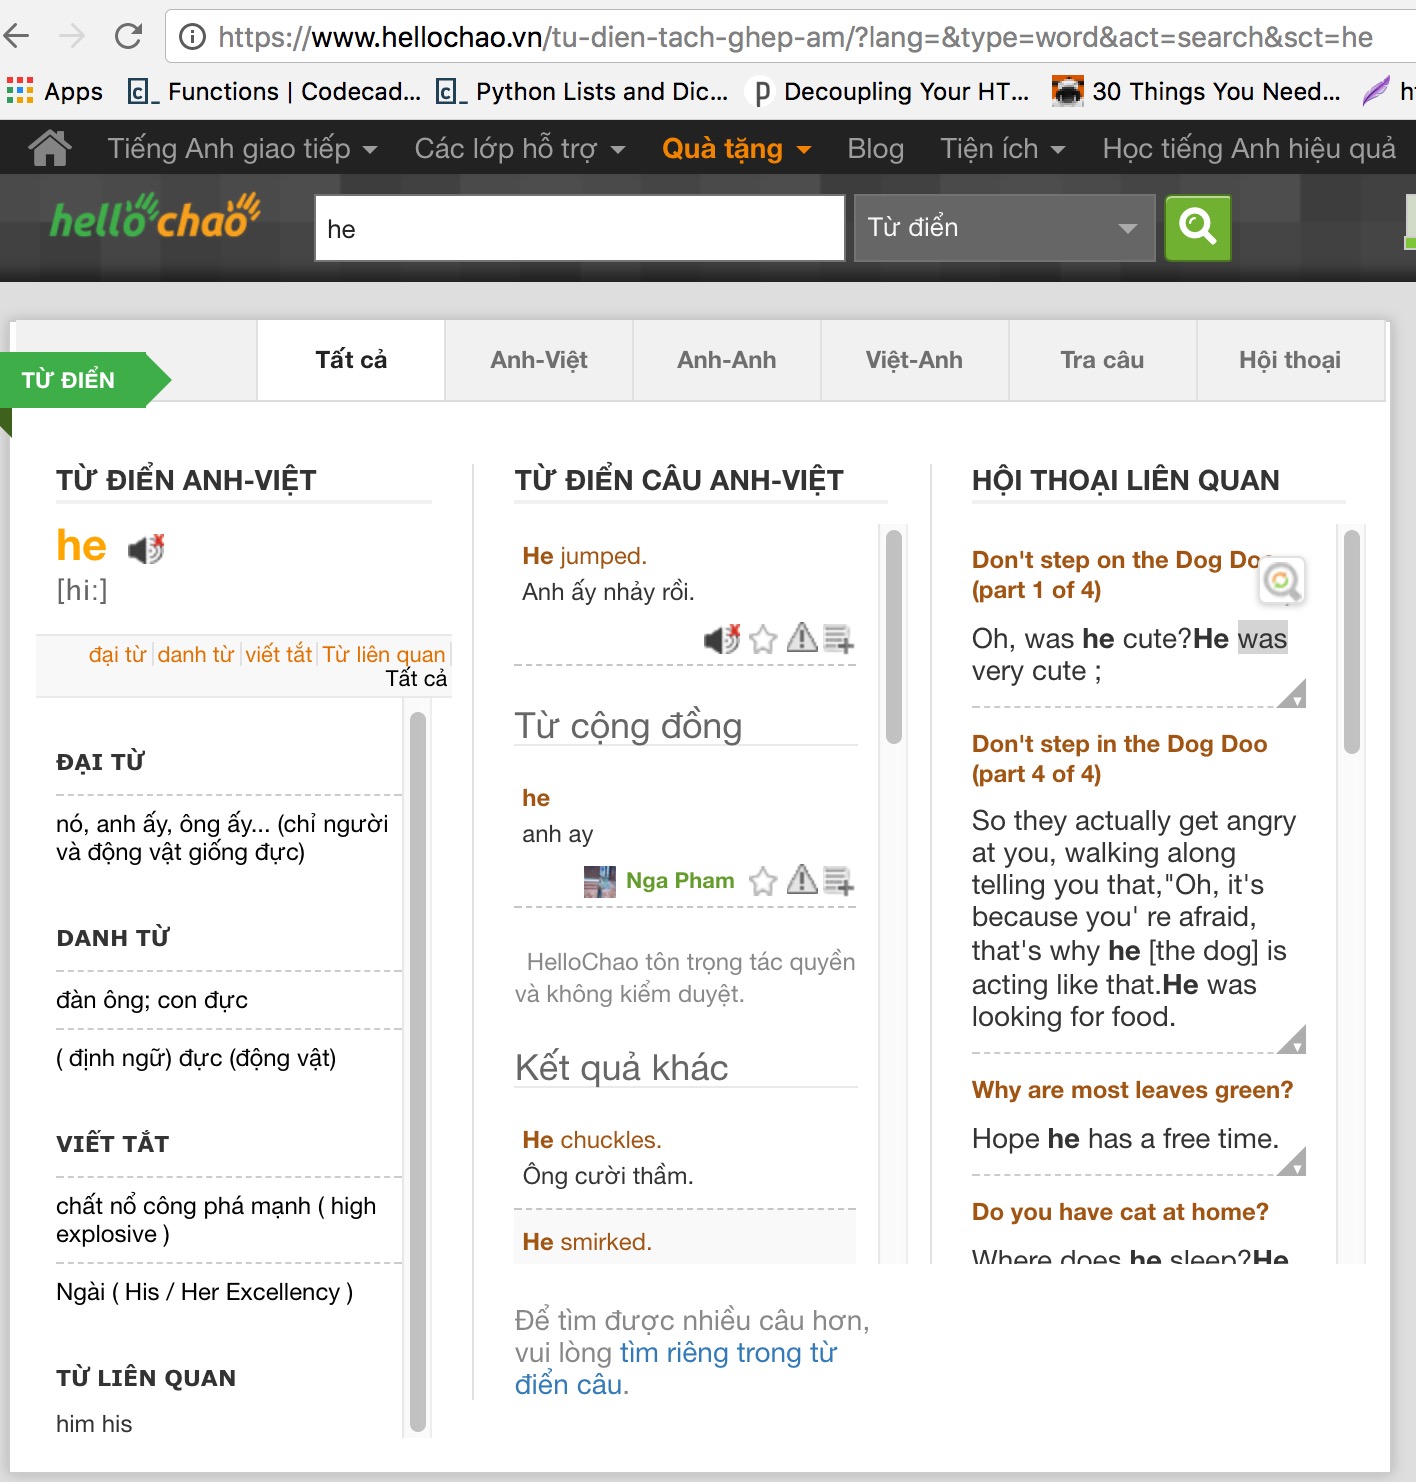 https://www.hellochao.vn/tu-dien-tach-ghep-am/?lang=&type=word&act=search&sct=he
Apps Functions | Codecad... Python Lists and Dic... Decoupling Your HT... 30 Things You Need...
Tiếng Anh giao tiếp Các lớp hỗ trợ Quà tặng Blog Tiện ích Học tiếng Anh hiệu quả
hellochao he Từ điển
TỪ ĐIỂN Tất cả Anh-Việt Anh-Anh Việt-Anh Tra câu Hội thoại
TỪ ĐIỂN ANH-VIỆT
he
[hi:]
đại từ danh từ viết tắt Từ liên quan
Tất cả
ĐẠI TỪ
nó, anh ấy, ông ấy... (chỉ người
và động vật giống đực)
DANH TỪ
đàn ông; con đực
( định ngữ) đực (động vật)
VIẾT TẮT
chất nổ công phá mạnh ( high
explosive )
Ngài ( His / Her Excellency )
TỪ LIÊN QUAN
him his
TỪ ĐIỂN CÂU ANH-VIỆT
He jumped.
Anh ấy nhảy rồi.
Từ cộng đồng
he
anh ay
Nga Pham
HelloChao tôn trọng tác quyền
và không kiểm duyệt.
Kết quả khác
He chuckles.
Ông cười thầm.
He smirked.
Để tìm được nhiều câu hơn,
vui lòng tìm riêng trong từ
điển câu.
HỘI THOẠI LIÊN QUAN
Don't step on the Dog Doo
(part 1 of 4)
Oh, was he cute?He was
very cute ;
Don't step in the Dog Doo
(part 4 of 4)
So they actually get angry
at you, walking along
telling you that,"Oh, it's
because you' re afraid,
that's why he [the dog] is
acting like that.He was
looking for food.
Why are most leaves green?
Hope he has a free time.
Do you have cat at home?
Where does he sleep?He